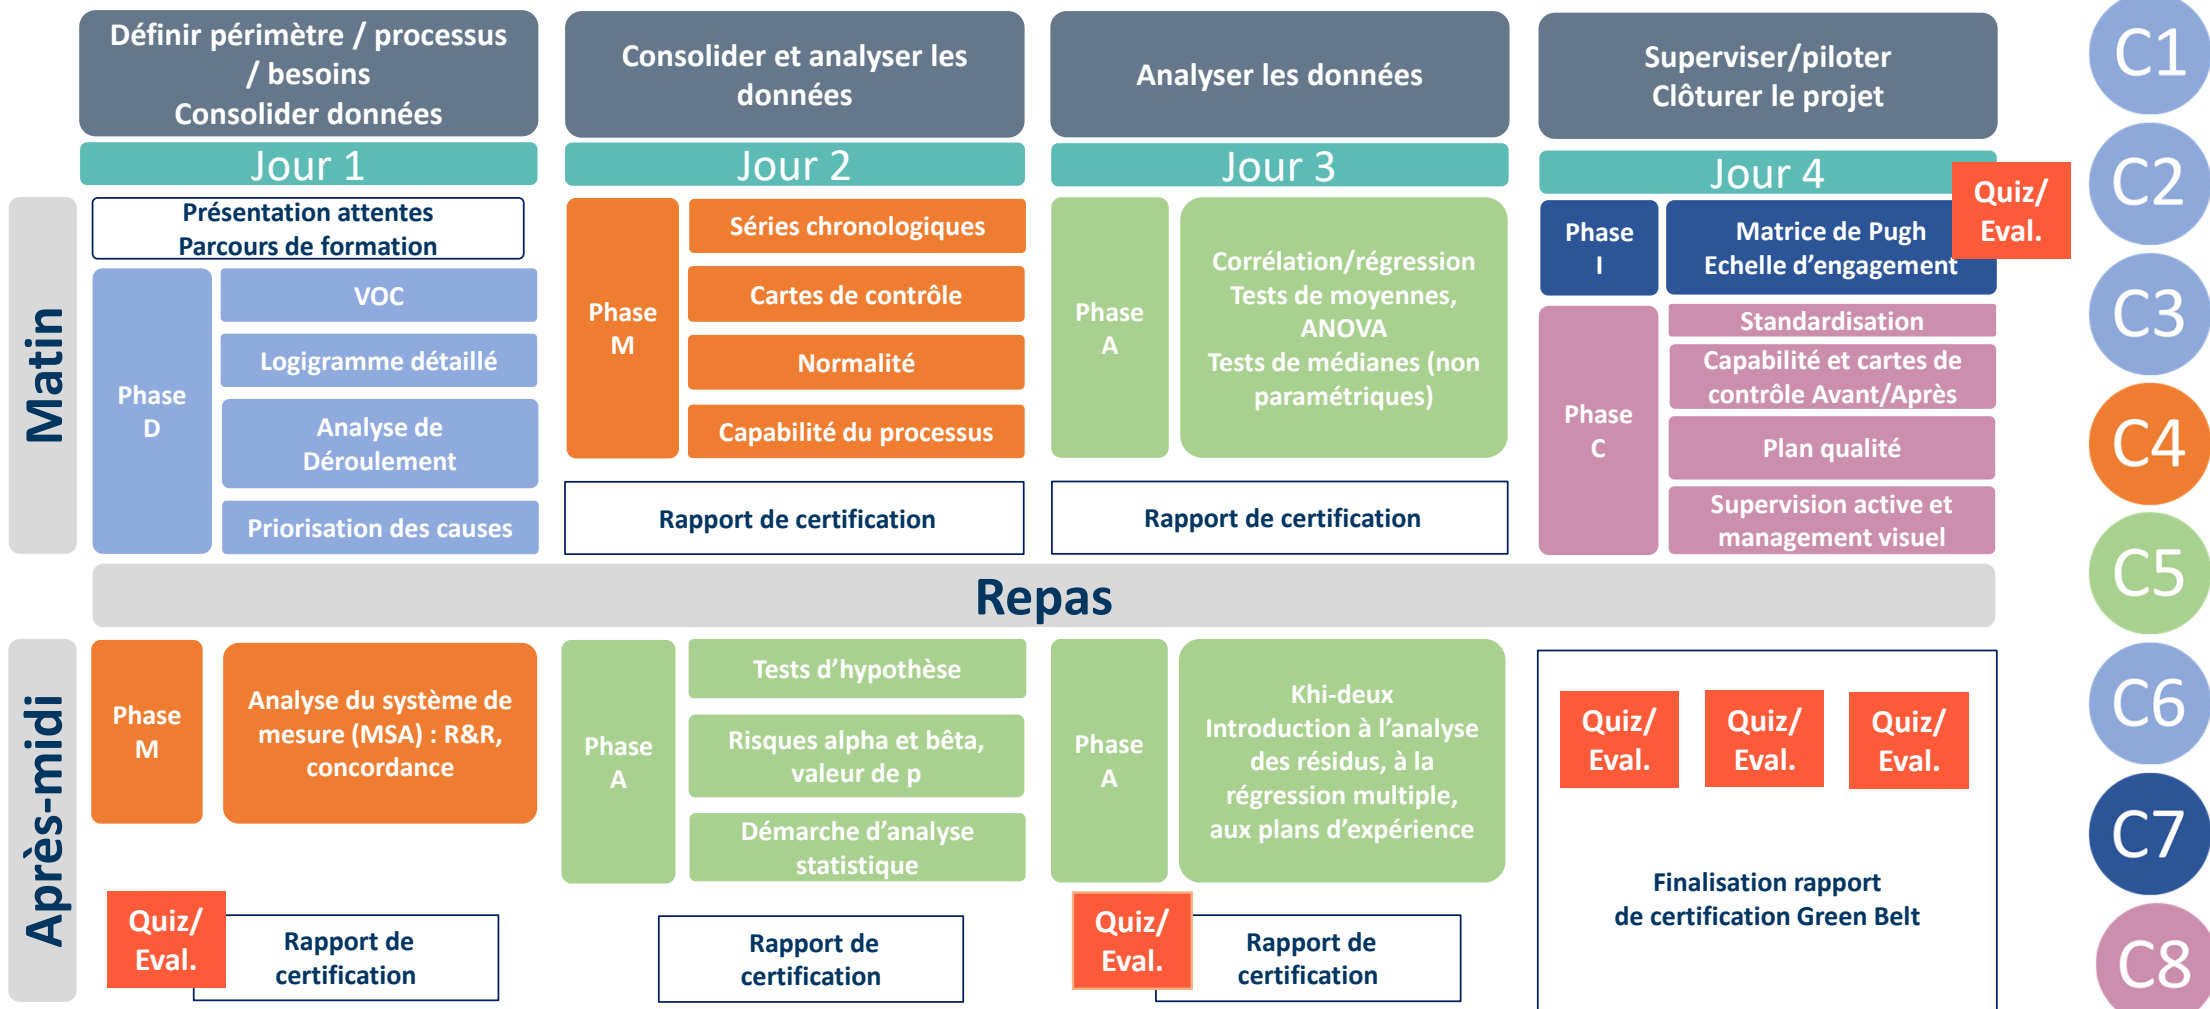 Définir périmètre / processus
/ besoins
Consolider données
Consolider et analyser les
données
Analyser les données
Superviser/piloter
Clôturer le projet
Jour 1
Jour 2
Jour 3
Jour 4
Quiz/
Eval.
Matin
Présentation attentes
Parcours de formation
Phase
D
VOC
Logigramme détaillé
Analyse de
Déroulement
Priorisation des causes
Phase
M
Séries chronologiques
Cartes de contrôle
Normalité
Capabilité du processus
Rapport de certification
Phase
A
Corrélation/régression
Tests de moyennes,
ANOVA
Tests de médianes (non
paramétriques)
Rapport de certification
Phase
I
Matrice de Pugh
Echelle d’engagement
Phase
C
Standardisation
Capabilité et cartes de
contrôle Avant/Après
Plan qualité
Supervision active et
management visuel
Repas
Après-midi
Phase
M
Analyse du système de
mesure (MSA) : R&R,
concordance
Quiz/
Eval.
Rapport de
certification
Phase
A
Tests d’hypothèse
Risques alpha et bêta,
valeur de p
Démarche d’analyse
statistique
Rapport de
certification
Phase
A
Khi-deux
Introduction à l’analyse
des résidus, à la
régression multiple,
aux plans d’expérience
Quiz/
Eval.
Rapport de
certification
Quiz/
Eval.
Quiz/
Eval.
Quiz/
Eval.
Finalisation rapport
de certification Green Belt
C1
C2
C3
C4
C5
C6
C7
C8